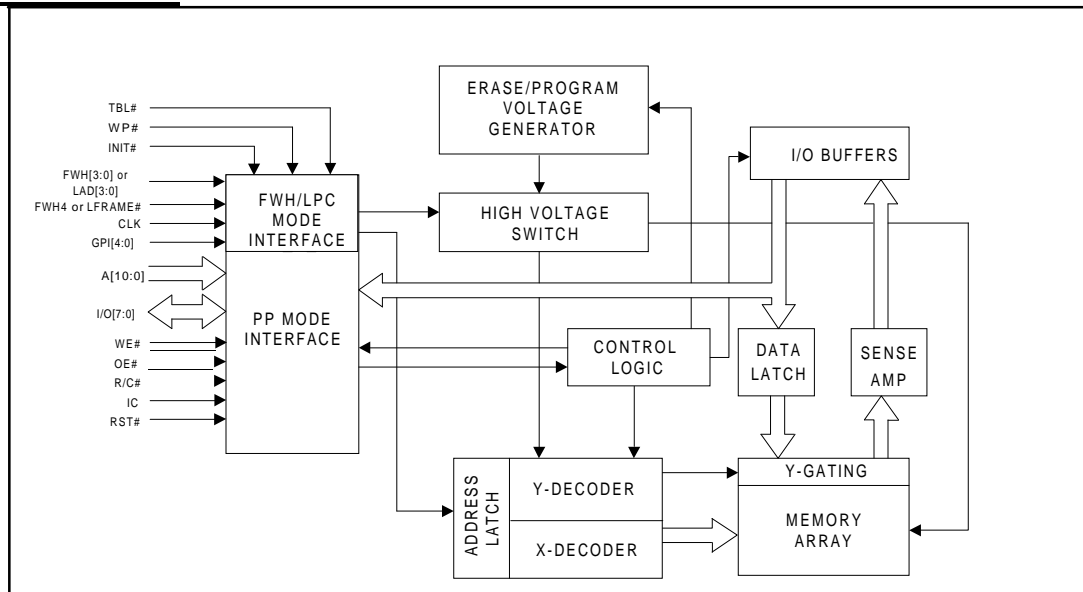 TBL#
WP#
INIT#
FWH[3:0] or
LAD[3:0]
FWH4 or LFRAME#
CLK
GPI[4:0]
A[10:0]
I/O[7:0]
WE#
OE#
R/C#
IC
RST#
FWH/LPC
MODE
INTERFACE
PP MODE
INTERFACE
ERASE/PROGRAM
VOLTAGE
GENERATOR
HIGH VOLTAGE
SWITCH
I/O BUFFERS
CONTROL
LOGIC
DATA
LATCH
SENSE
AMP
ADDRESS
LATCH
Y-DECODER
X-DECODER
Y-GATING
MEMORY
ARRAY